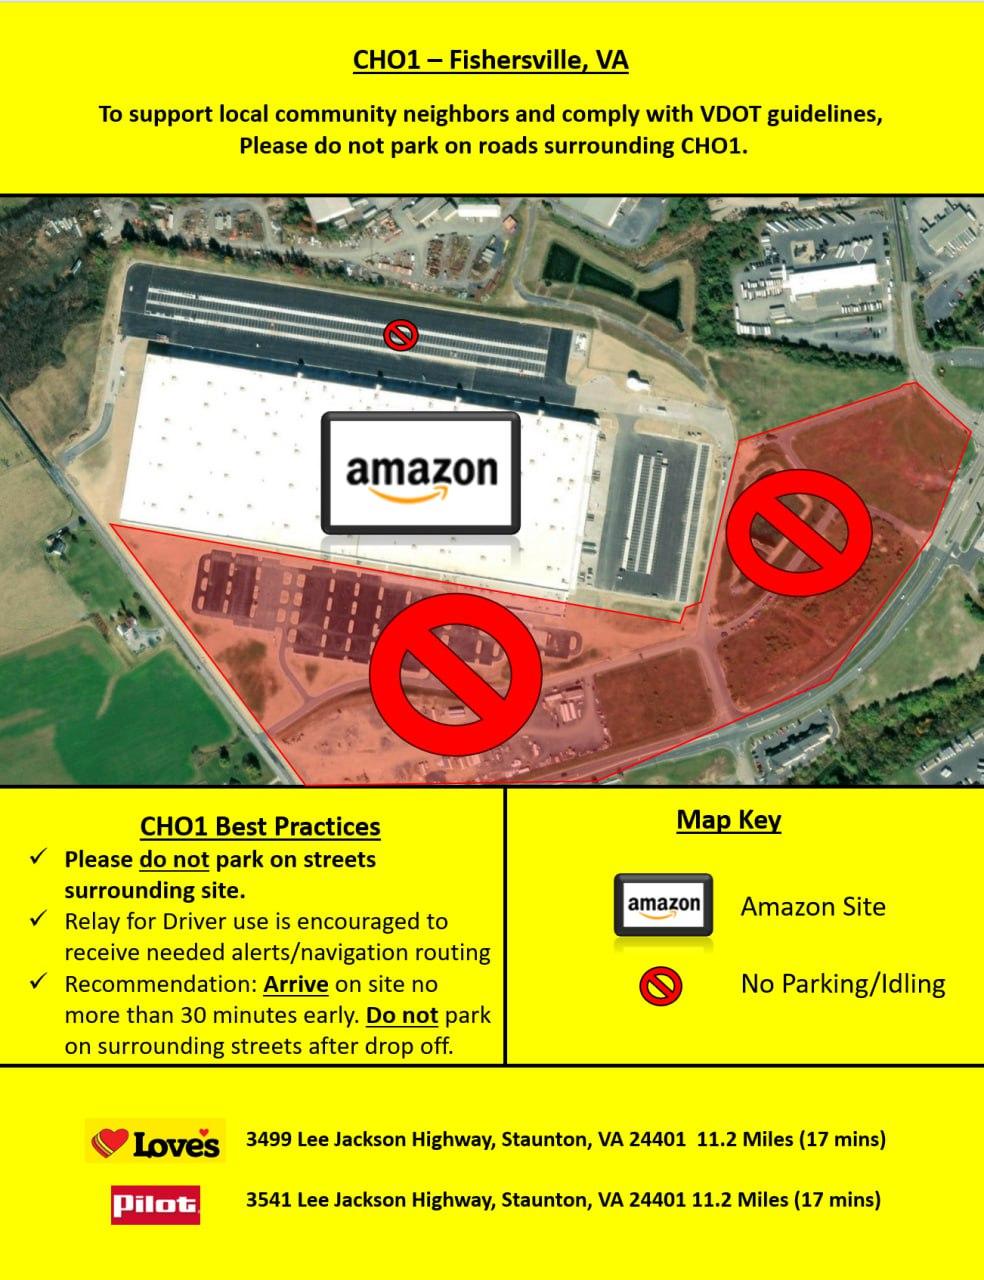 CHO1 – Fishersville, VA
To support local community neighbors and comply with VDOT guidelines,
Please do not park on roads surrounding CHO1.
amazon
CHO1 Best Practices
✓ Please do not park on streets
surrounding site.
✓ Relay for Driver use is encouraged to
receive needed alerts/navigation routing
✓ Recommendation: Arrive on site no
more than 30 minutes early. Do not park
on surrounding streets after drop off.
Map Key
amazon Amazon Site
No Parking/Idling
Love's 3499 Lee Jackson Highway, Staunton, VA 24401 11.2 Miles (17 mins)
Pilot 3541 Lee Jackson Highway, Staunton, VA 24401 11.2 Miles (17 mins)